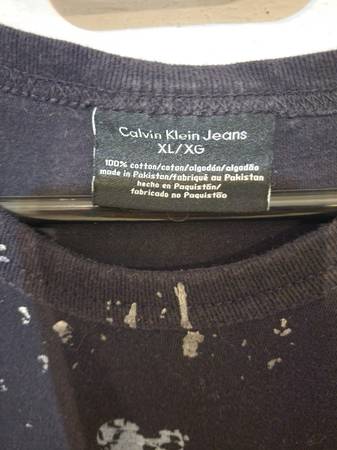 Calvin Klein Jeans
XL/XG
100% cotton/coton/algodón/algodão
made in Pakistan/fabriqué au Pakistan
hecho en Paquistán/
fabricado no Paquistão